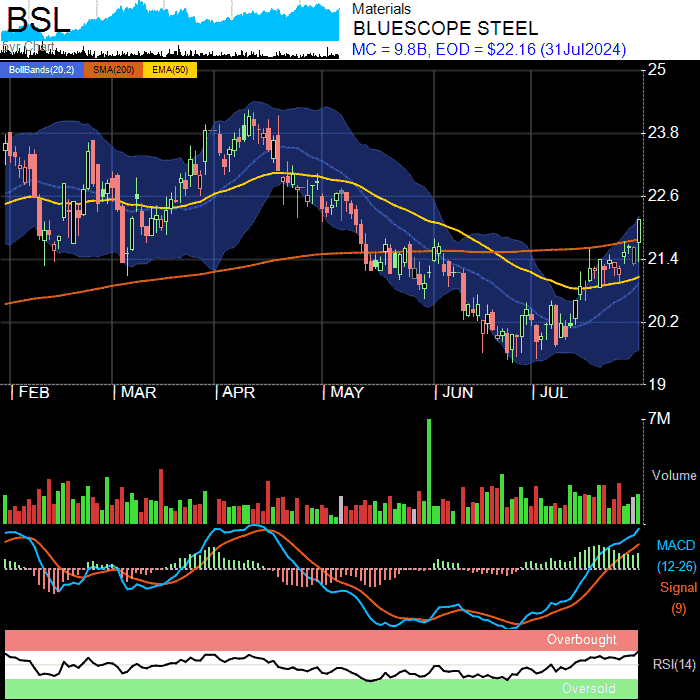 BSL
Materials
BLUESCOPE STEEL
MC = 9.8B, EOD = $22.16 (31Jul2024)
BollBands(20,2) SMA(200) EMA(50)
25
23.8
22.6
21.4
20.2
19
FEB MAR APR MAY JUN JUL
7M
Volume
MACD
(12-26)
Signal
(9)
Overbought
RSI(14)
Oversold